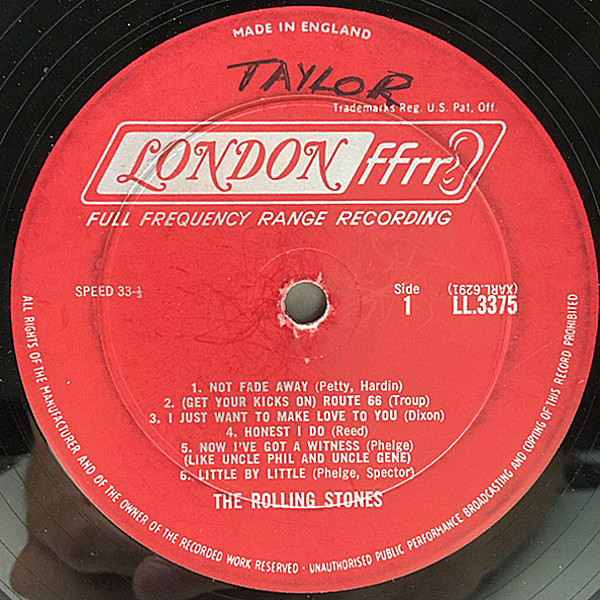 MADE IN ENGLAND
TAYLOR
Trademarks Reg. U.S. Pat. Off.
LONDON ffrr
FULL FREQUENCY RANGE RECORDING
SPEED 33-⅓
Side
1
(XARL.6291)
LL.3375
1. NOT FADE AWAY (Petty, Hardin)
2. (GET YOUR KICKS ON) ROUTE 66 (Troup)
3. I JUST WANT TO MAKE LOVE TO YOU (Dixon)
4. HONEST I DO (Reed)
5. NOW I'VE GOT A WITNESS (Phelge)
(LIKE UNCLE PHIL AND UNCLE GENE)
6. LITTLE BY LITTLE (Phelge, Spector)
THE ROLLING STONES
ALL RIGHTS OF THE MANUFACTURER AND OF THE OWNER OF THE RECORDED WORK RESERVED · UNAUTHORISED PUBLIC PERFORMANCE BROADCASTING AND COPYING OF THIS RECORD PROHIBITED